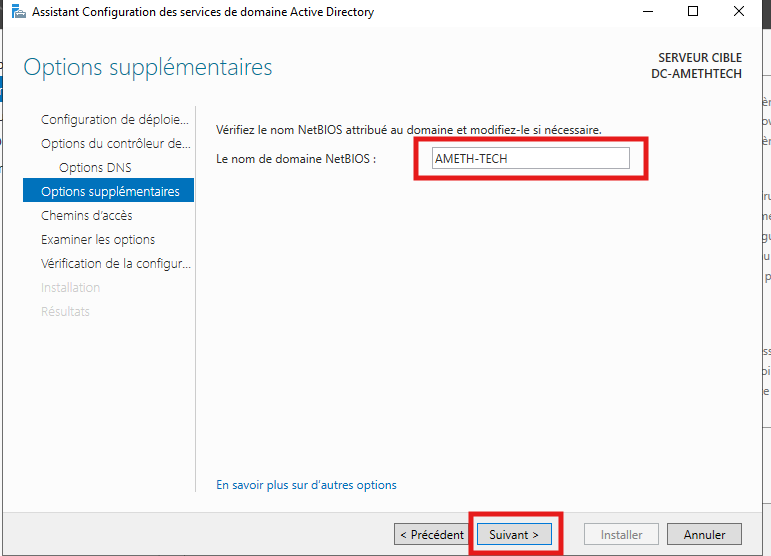 Assistant Configuration des services de domaine Active Directory
Options supplémentaires
SERVEUR CIBLE
DC-AMETHTECH
Configuration de déploie...
Options du contrôleur de...
Options DNS
Options supplémentaires
Chemins d'accès
Examiner les options
Vérification de la configur...
Installation
Résultats
Vérifiez le nom NetBIOS attribué au domaine et modifiez-le si nécessaire.
Le nom de domaine NetBIOS :
AMETH-TECH
En savoir plus sur d'autres options
< Précédent
Suivant >
Installer
Annuler